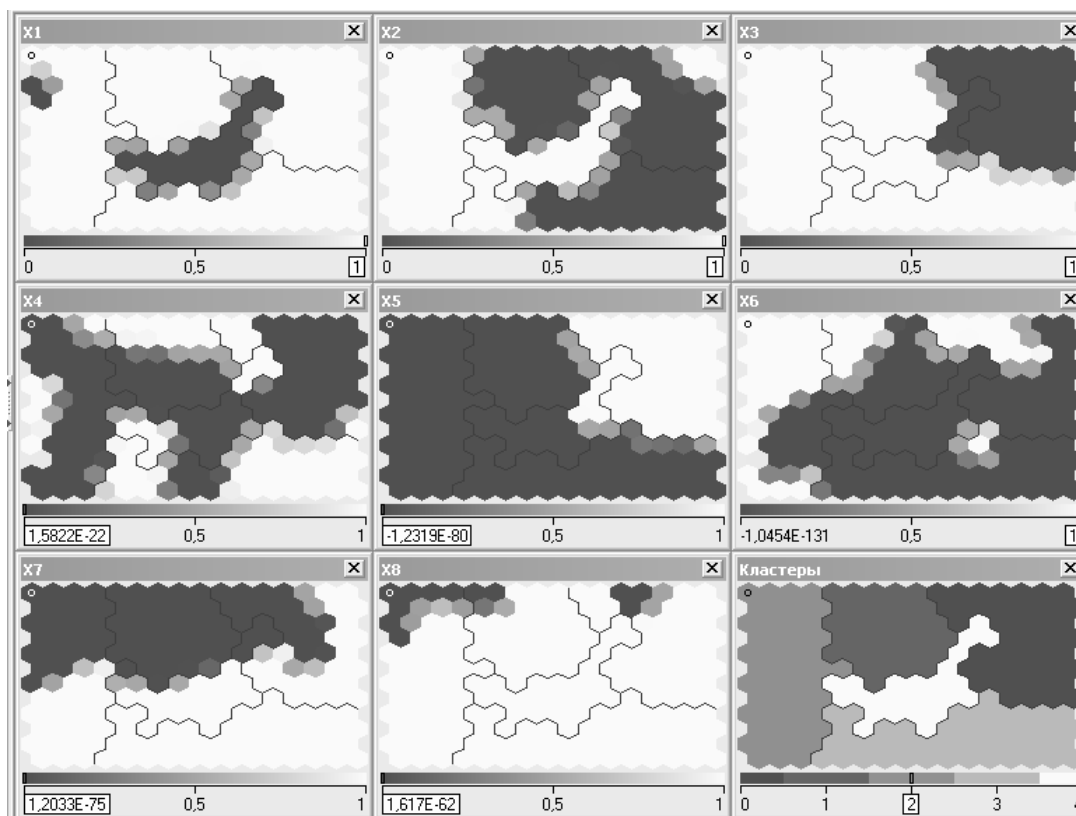 X1 X2 X3
0 0,5 1 0 0,5 1 0 0,5 1
X4 X5 X6
1,5822E-22 0,5 1 -1,2319E-80 0,5 1 -1,0454E-131 0,5 1
X7 X8 Кластеры
1,2033E-75 0,5 1 1,617E-62 0,5 1 0 1 2 3 4